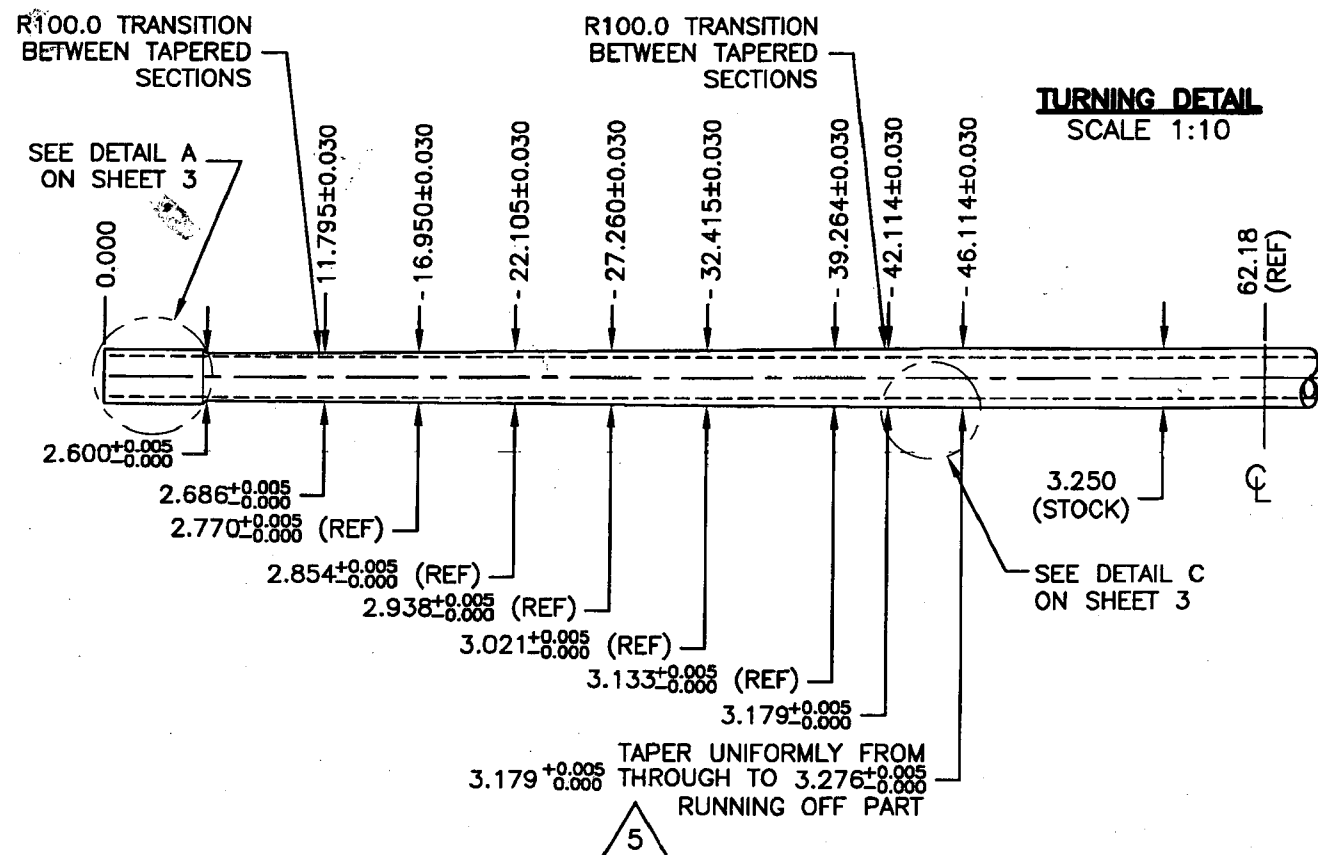 R100.0 TRANSITION
BETWEEN TAPERED
SECTIONS
R100.0 TRANSITION
BETWEEN TAPERED
SECTIONS
TURNING DETAIL
SCALE 1:10
SEE DETAIL A
ON SHEET 3
0.000
11.795±0.030
16.950±0.030
22.105±0.030
27.260±0.030
32.415±0.030
39.264±0.030
42.114±0.030
46.114±0.030
62.18
(REF)
2.600+0.005
-0.000
2.686+0.005
-0.000
2.770+0.005 (REF)
-0.000
2.854+0.005 (REF)
-0.000
2.938+0.005 (REF)
-0.000
3.021+0.005 (REF)
-0.000
3.133+0.005 (REF)
-0.000
3.179+0.005
-0.000
3.250
(STOCK)
CL
SEE DETAIL C
ON SHEET 3
TAPER UNIFORMLY FROM
3.179 +0.005 THROUGH TO 3.276+0.005
0.000 -0.000
RUNNING OFF PART
5